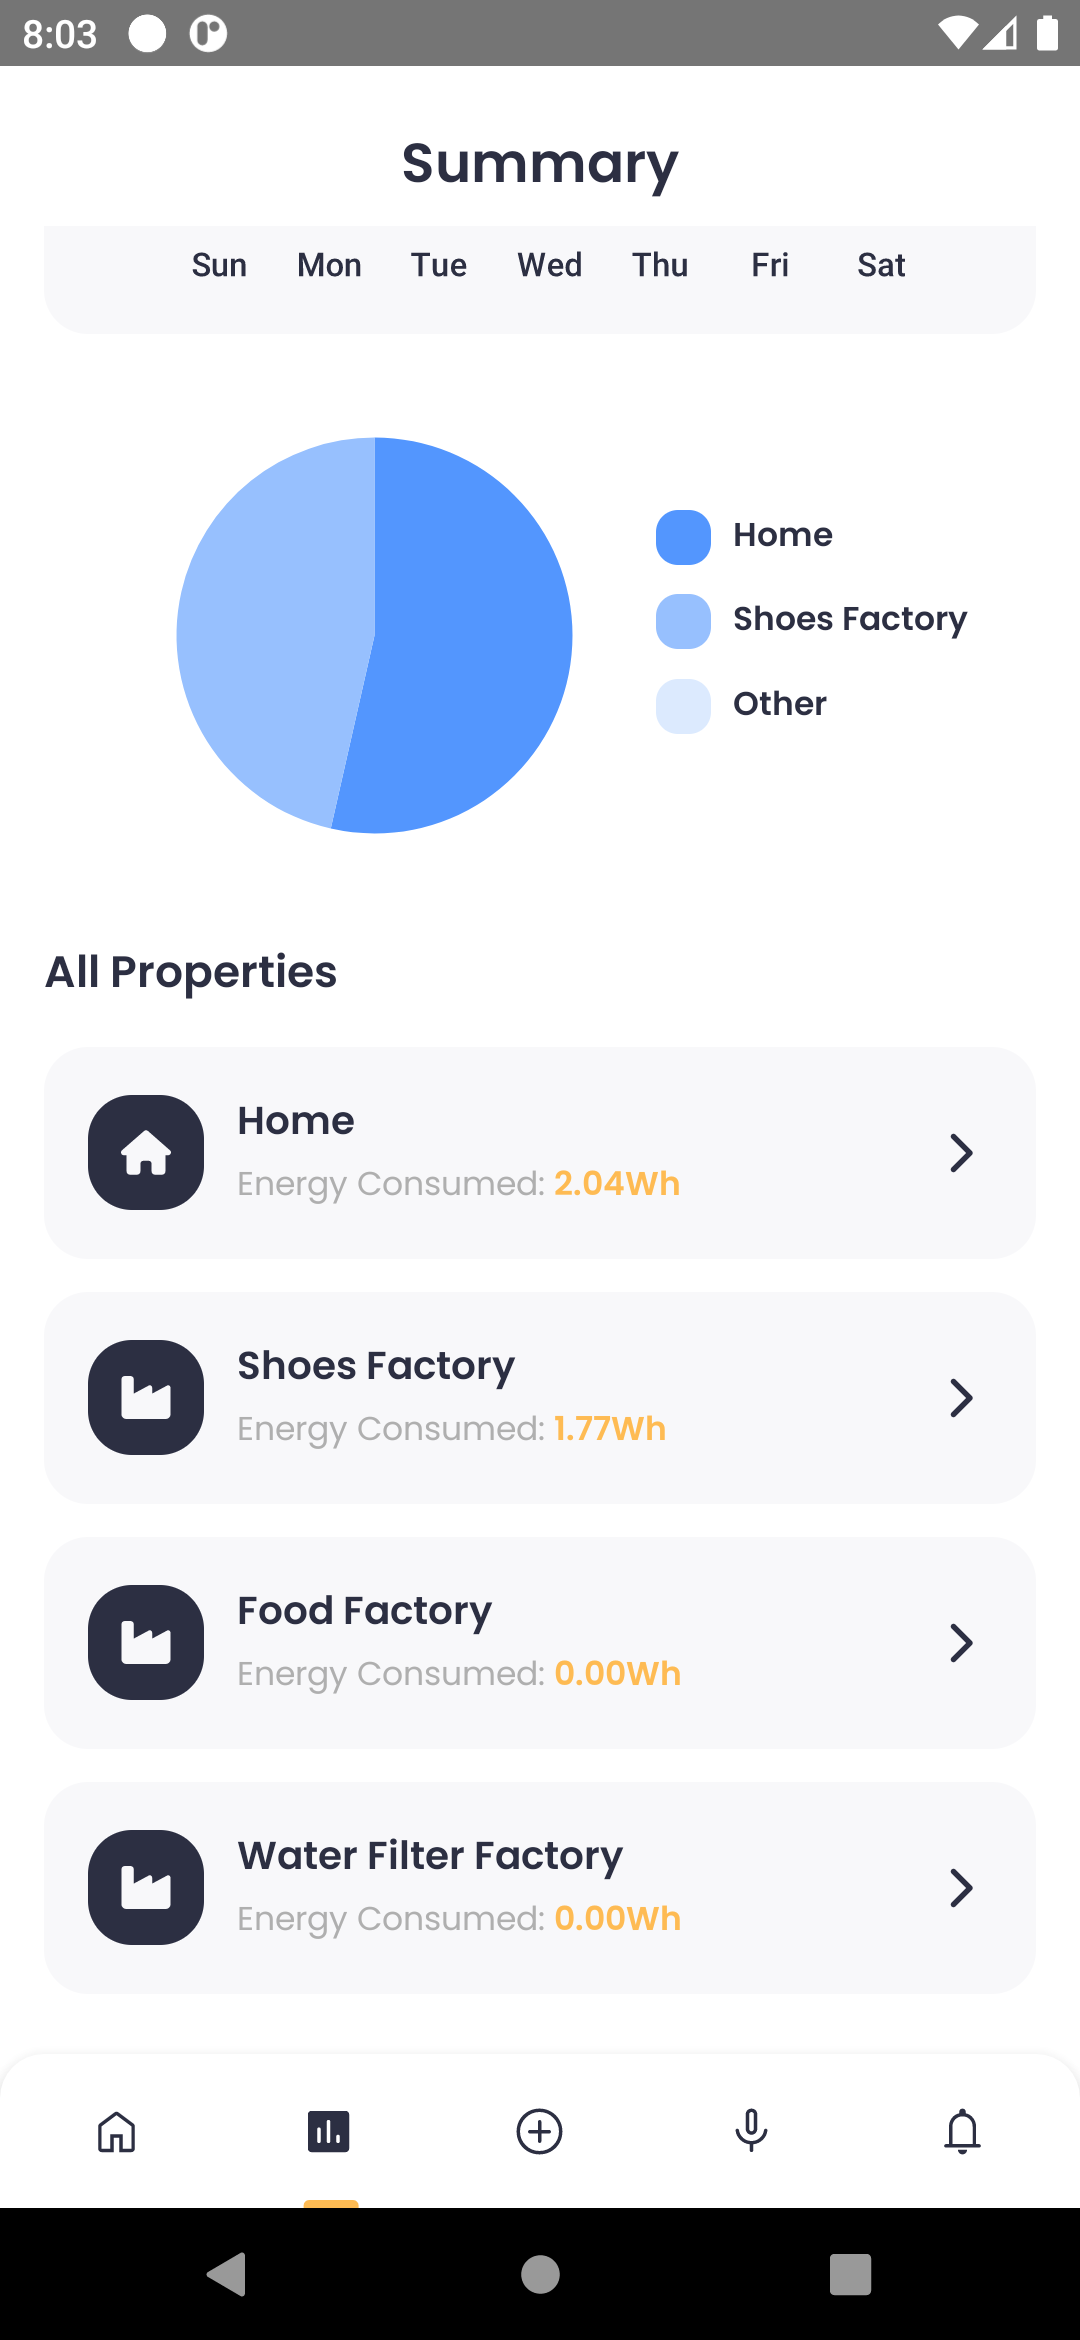 8:03
Summary
Sun Mon Tue Wed Thu Fri Sat
Home
Shoes Factory
Other
All Properties
Home
Energy Consumed: 2.04Wh
Shoes Factory
Energy Consumed: 1.77Wh
Food Factory
Energy Consumed: 0.00Wh
Water Filter Factory
Energy Consumed: 0.00Wh